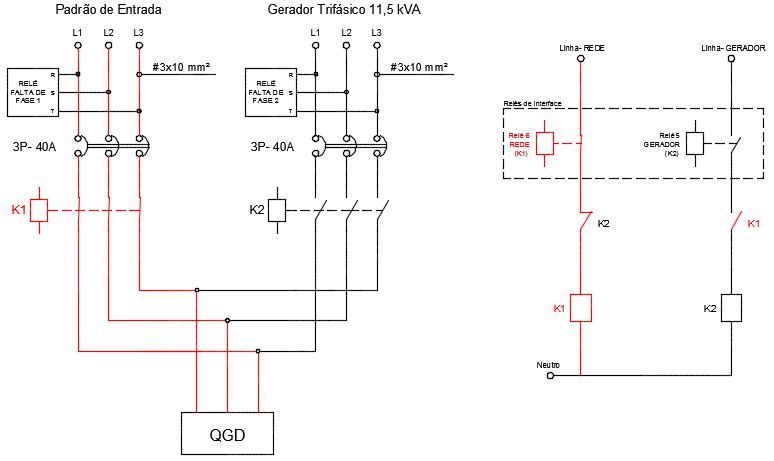 Padrão de Entrada
Gerador Trifásico 11,5 kVA
L1 L2 L3
L1 L2 L3
#3x10 mm²
#3x10 mm²
RELÉ
FALTA DE
FASE 1
R
S
T
RELÉ
FALTA DE
FASE 2
R
S
T
3P- 40A
3P- 40A
K1
K2
QGD
Linha- REDE
Linha- GERADOR
Relés de Interface
Relé 6
REDE
(K1)
Relé 5
GERADOR
(K2)
K2
K1
K1
K2
Neutro